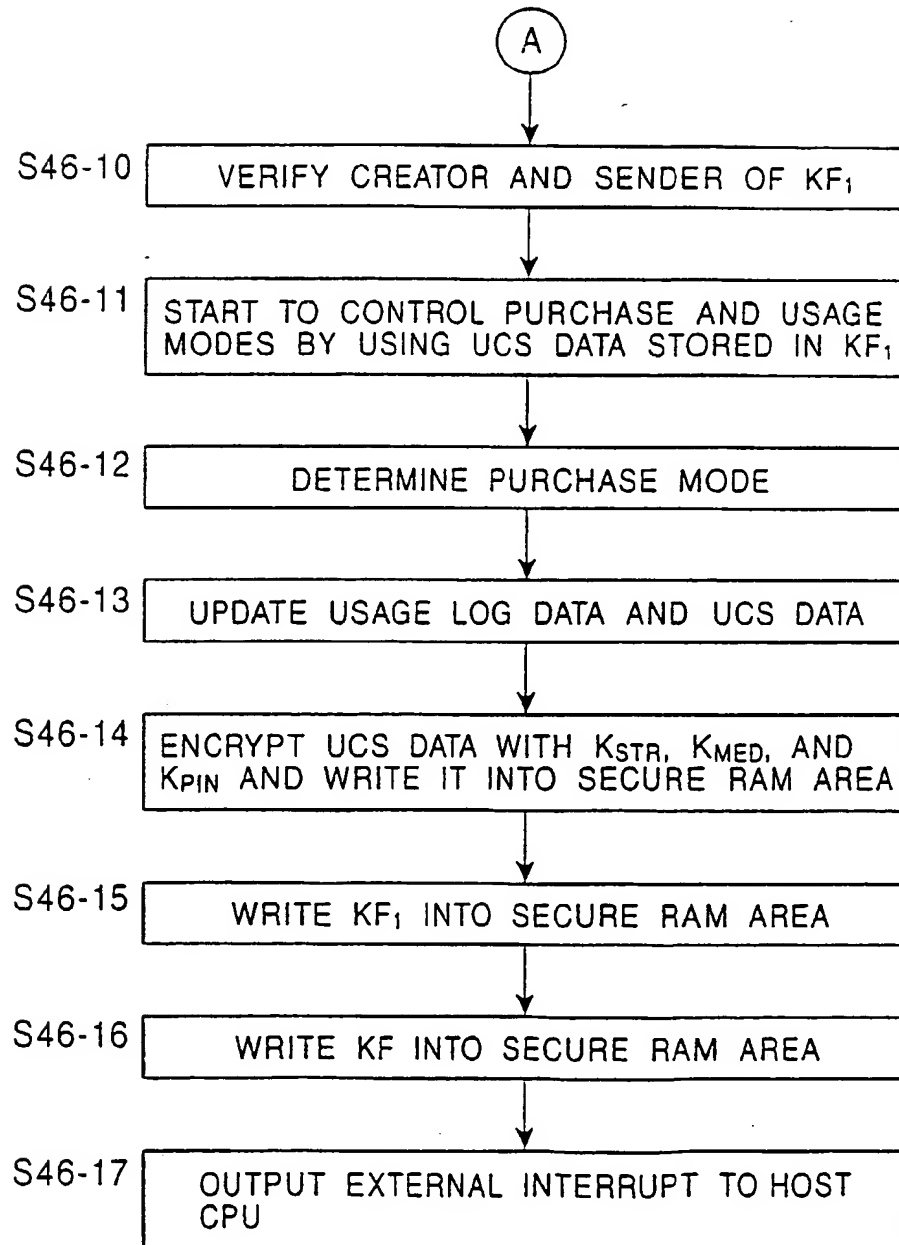 A
S46-10
VERIFY CREATOR AND SENDER OF KF₁
S46-11
START TO CONTROL PURCHASE AND USAGE
MODES BY USING UCS DATA STORED IN KF₁
S46-12
DETERMINE PURCHASE MODE
S46-13
UPDATE USAGE LOG DATA AND UCS DATA
S46-14
ENCRYPT UCS DATA WITH KSTR, KMED, AND
KPIN AND WRITE IT INTO SECURE RAM AREA
S46-15
WRITE KF₁ INTO SECURE RAM AREA
S46-16
WRITE KF INTO SECURE RAM AREA
S46-17
OUTPUT EXTERNAL INTERRUPT TO HOST
CPU